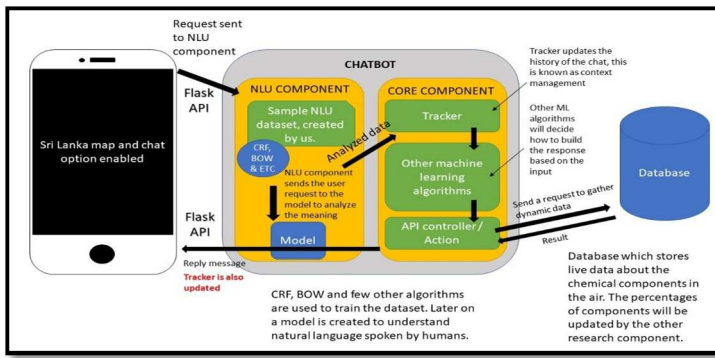 Request sent
to NLU
component
Flask
API
Sri Lanka map and chat
option enabled
Flask
API
Reply message
Tracker is also
updated
CHATBOT
NLU COMPONENT
Sample NLU
dataset, created
by us.
CRF,
BOW
& ETC
NLU component
sends the user
request to the
model to analyze
the meaning
Model
Analyzed data
CORE COMPONENT
Tracker
Other machine
learning
algorithms
API controller/
Action
Tracker updates the
history of the chat, this
is known as context
management
Other ML
algorithms
will decide
how to build
the response
based on the
input
Send a request to gather
dynamic data
Result
Database
CRF, BOW and few other algorithms
are used to train the dataset. Later on
a model is created to understand
natural language spoken by humans.
Database which stores
live data about the
chemical components in
the air. The percentages
of components will be
updated by the other
research component.